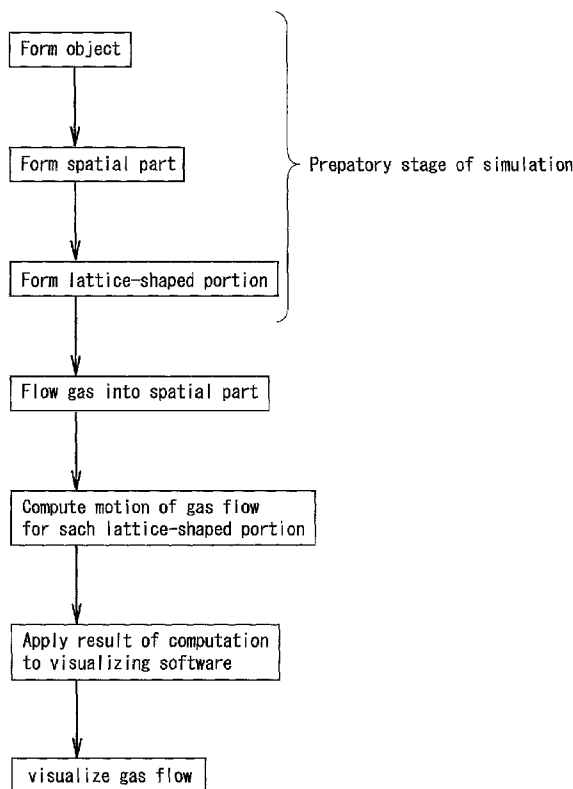 Form object
Form spatial part
Prepatory stage of simulation
Form lattice-shaped portion
Flow gas into spatial part
Compute motion of gas flow
for sach lattice-shaped portion
Apply result of computation
to visualizing software
visualize gas flow